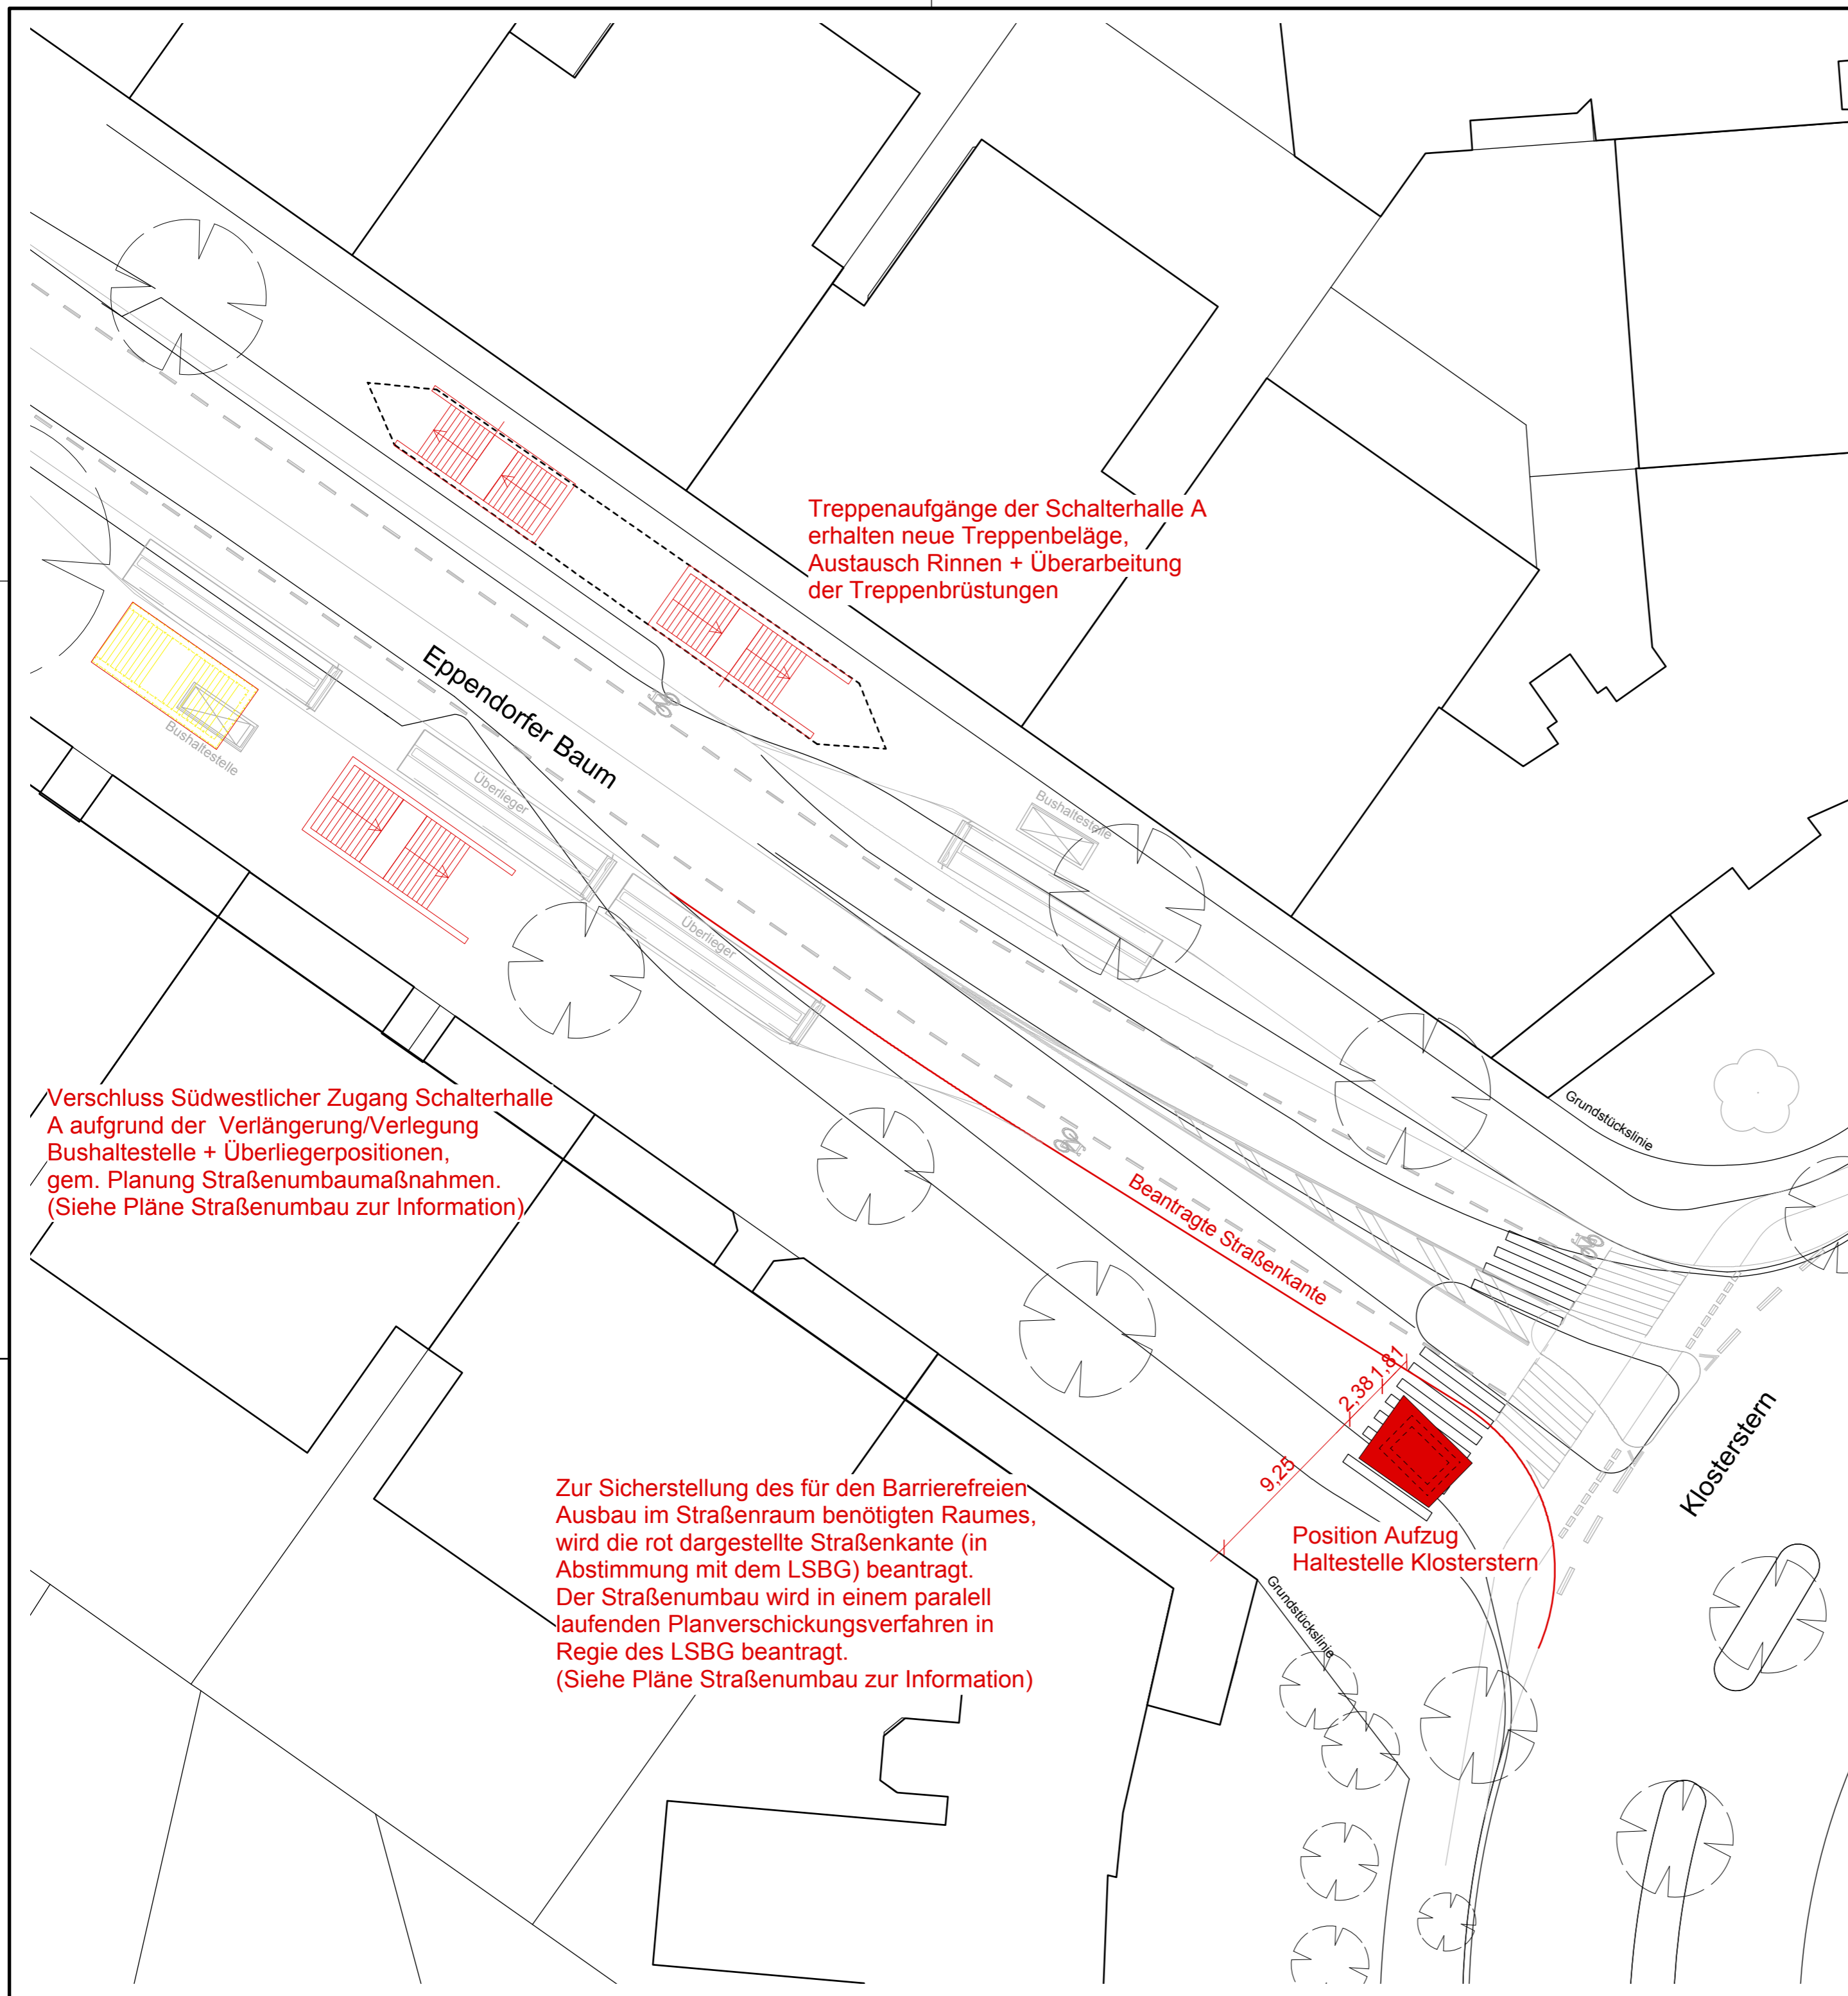 Treppenaufgänge der Schalterhalle A
erhalten neue Treppenbeläge,
Austausch Rinnen + Überarbeitung
der Treppenbrüstungen
Eppendorfer Baum
Bushaltestelle
Überlieger
Bushaltestelle
Überlieger
Verschluss Südwestlicher Zugang Schalterhalle
A aufgrund der Verlängerung/Verlegung
Bushaltestelle + Überliegerpositionen,
gem. Planung Straßenumbaumaßnahmen.
(Siehe Pläne Straßenumbau zur Information)
Grundstückslinie
Beantragte Straßenkante
1,81
2,38
9,25
Klosterstern
Zur Sicherstellung des für den Barrierefreien
Ausbau im Straßenraum benötigten Raumes,
wird die rot dargestellte Straßenkante (in
Abstimmung mit dem LSBG) beantragt.
Der Straßenumbau wird in einem paralell
laufenden Planverschickungsverfahren in
Regie des LSBG beantragt.
(Siehe Pläne Straßenumbau zur Information)
Position Aufzug
Haltestelle Klosterstern
Grundstückslinie